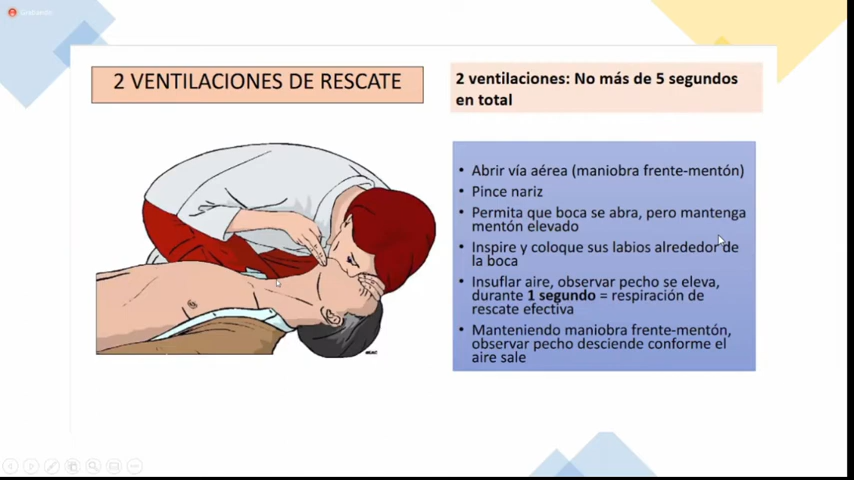 2 VENTILACIONES DE RESCATE
2 ventilaciones: No más de 5 segundos
en total
• Abrir vía aérea (maniobra frente-mentón)
• Pince nariz
• Permita que boca se abra, pero mantenga
mentón elevado
• Inspire y coloque sus labios alrededor de
la boca
• Insuflar aire, observar pecho se eleva,
durante 1 segundo = respiración de
rescate efectiva
• Manteniendo maniobra frente-mentón,
observar pecho desciende conforme el
aire sale